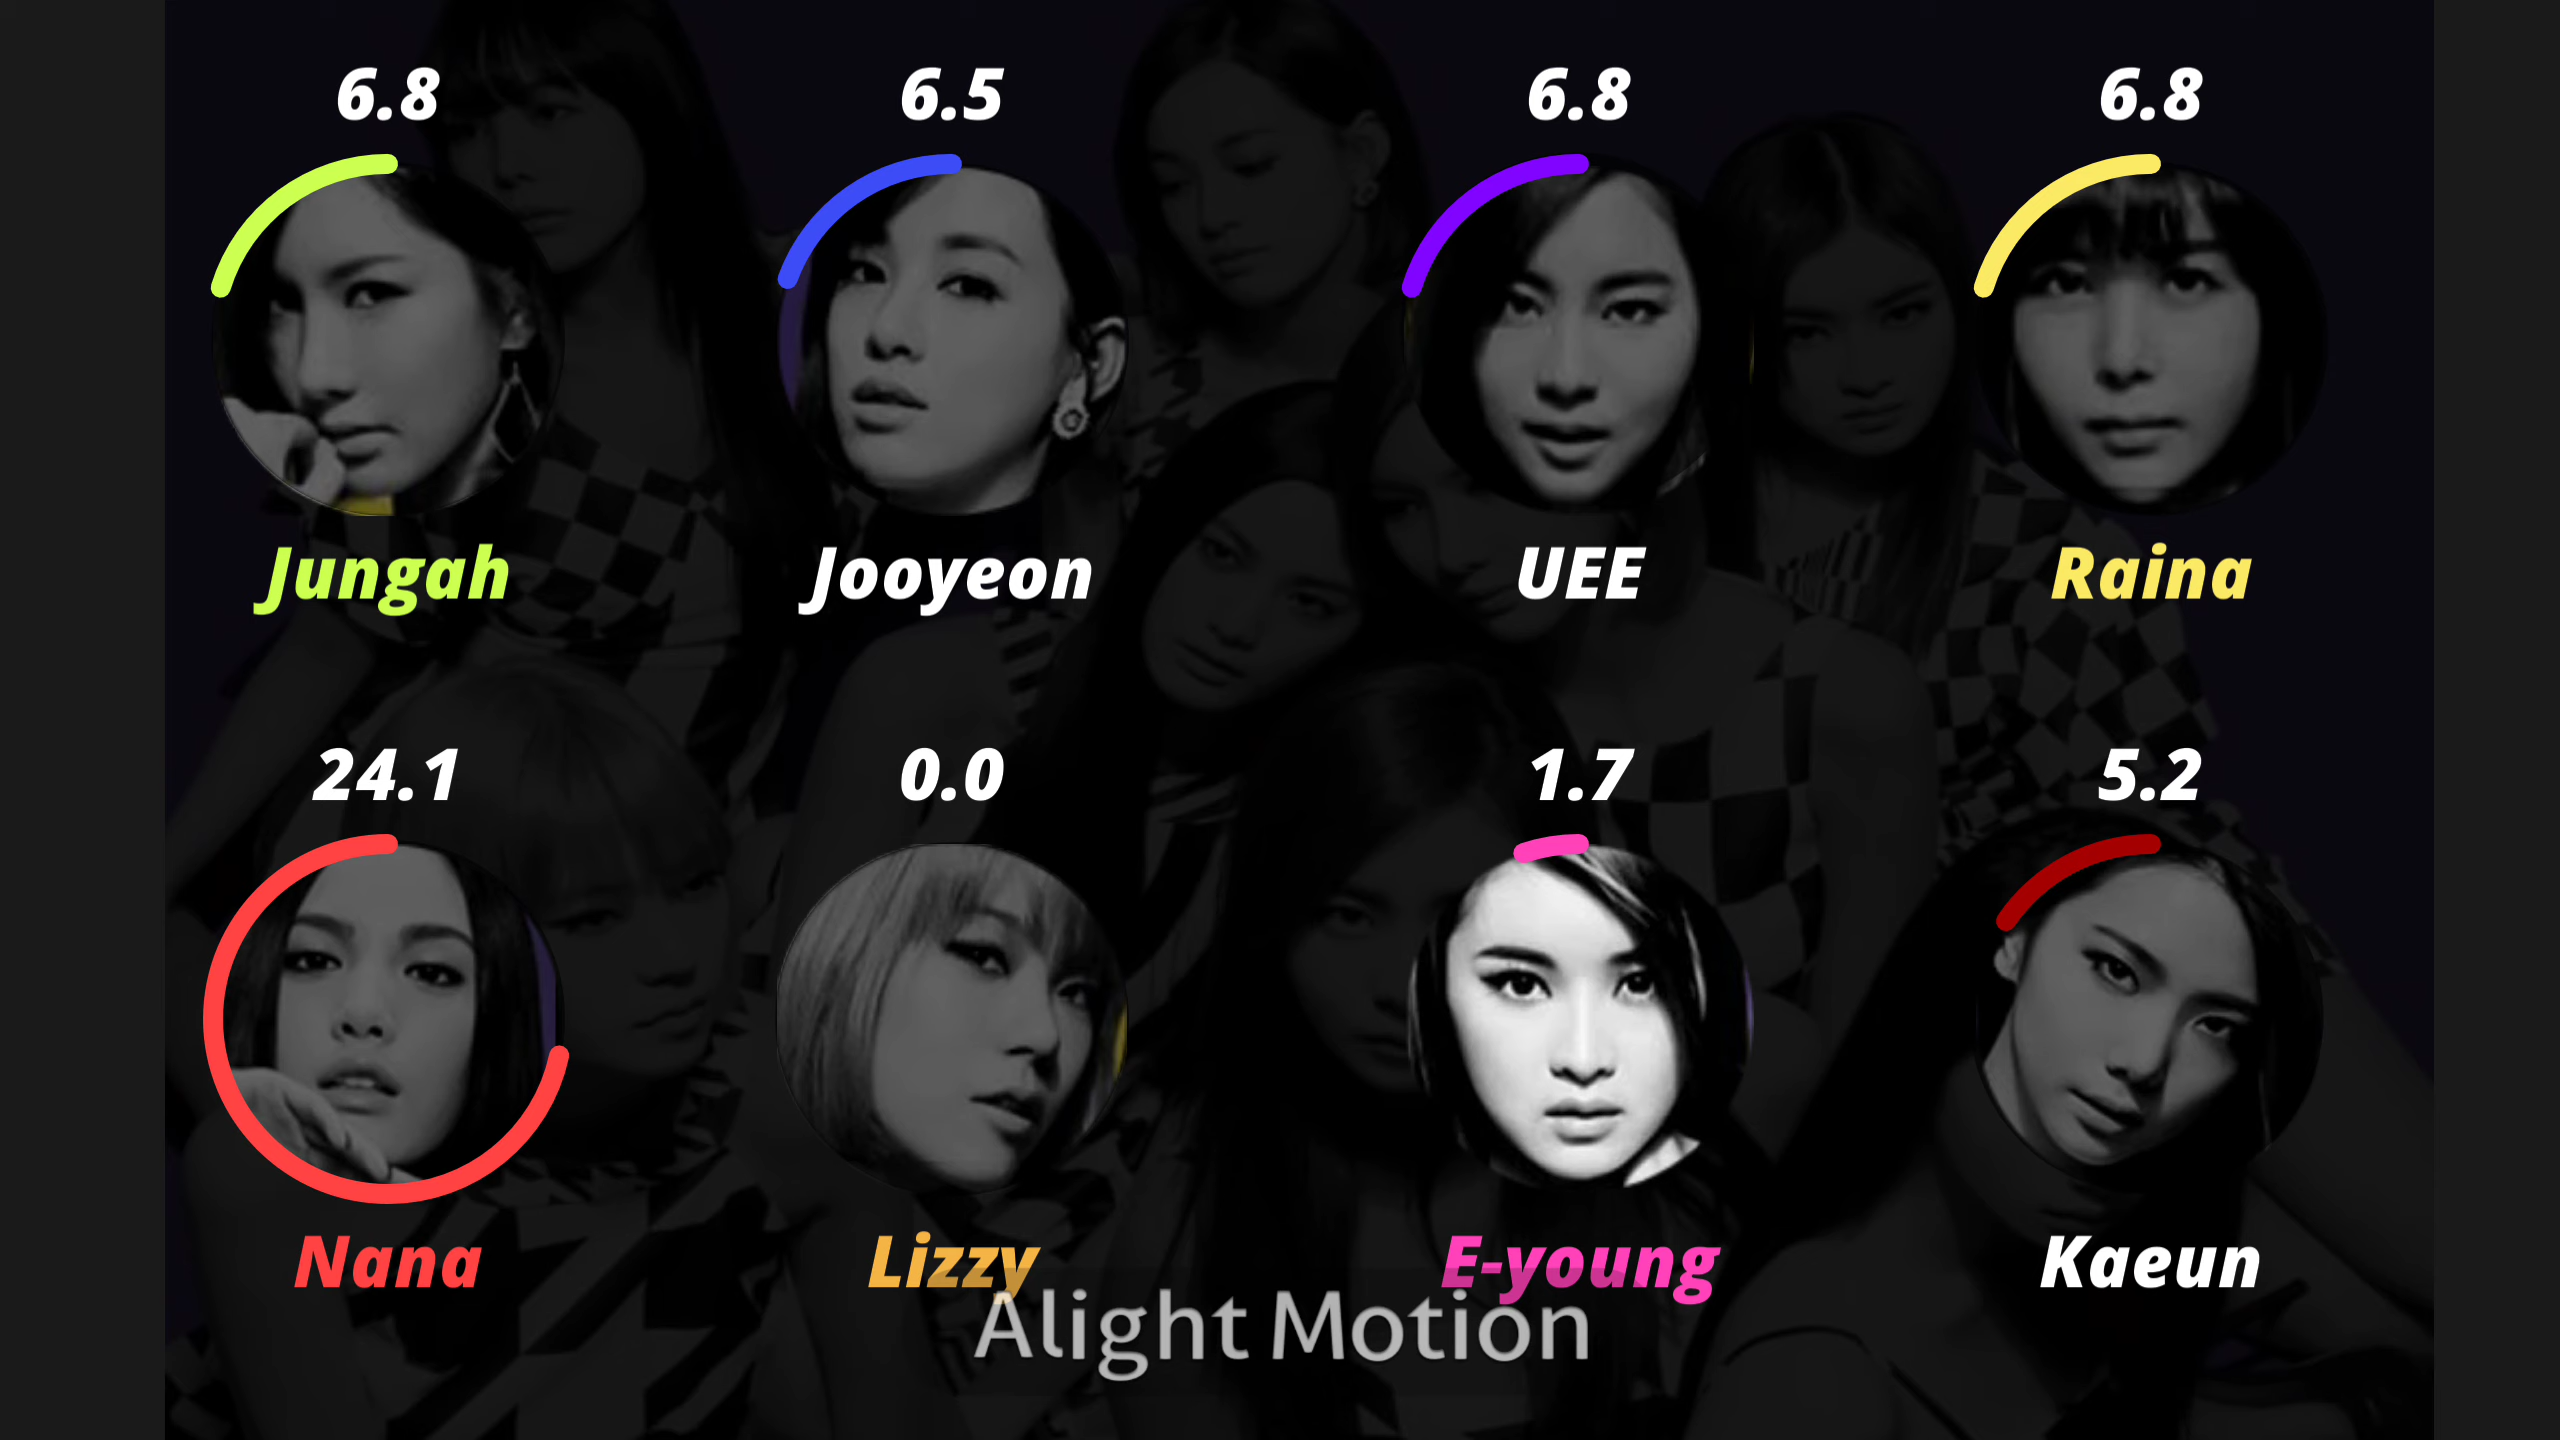 6.8 6.5 6.8 6.8
Jungah Jooyeon UEE Raina
24.1 0.0 1.7 5.2
Nana Lizzy E-young Kaeun
Alight Motion